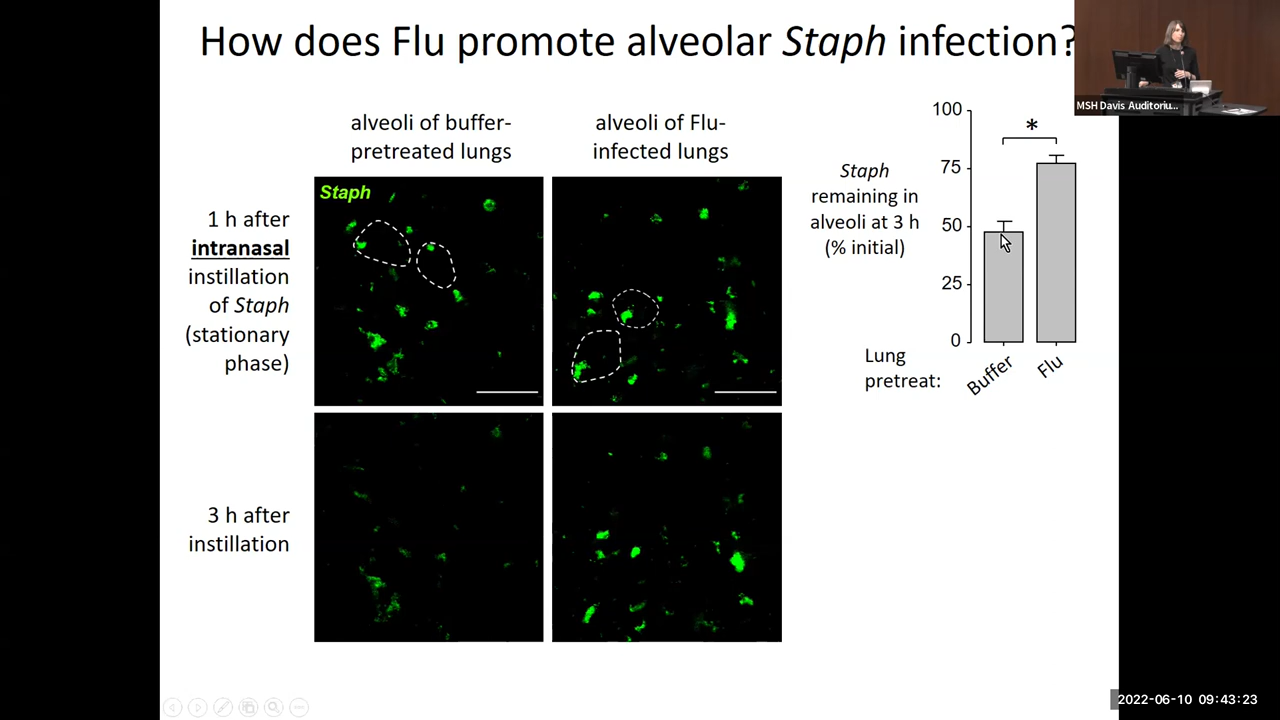 How does Flu promote alveolar Staph infection?
MSH Davis Auditoriu...
alveoli of buffer-
pretreated lungs
alveoli of Flu-
infected lungs
Staph
1 h after
intranasal
instillation
of Staph
(stationary
phase)
3 h after
instillation
Staph
remaining in
alveoli at 3 h
(% initial)
100
75
50
25
0
*
Lung
pretreat:
Buffer
Flu
2022-06-10 09:43:23